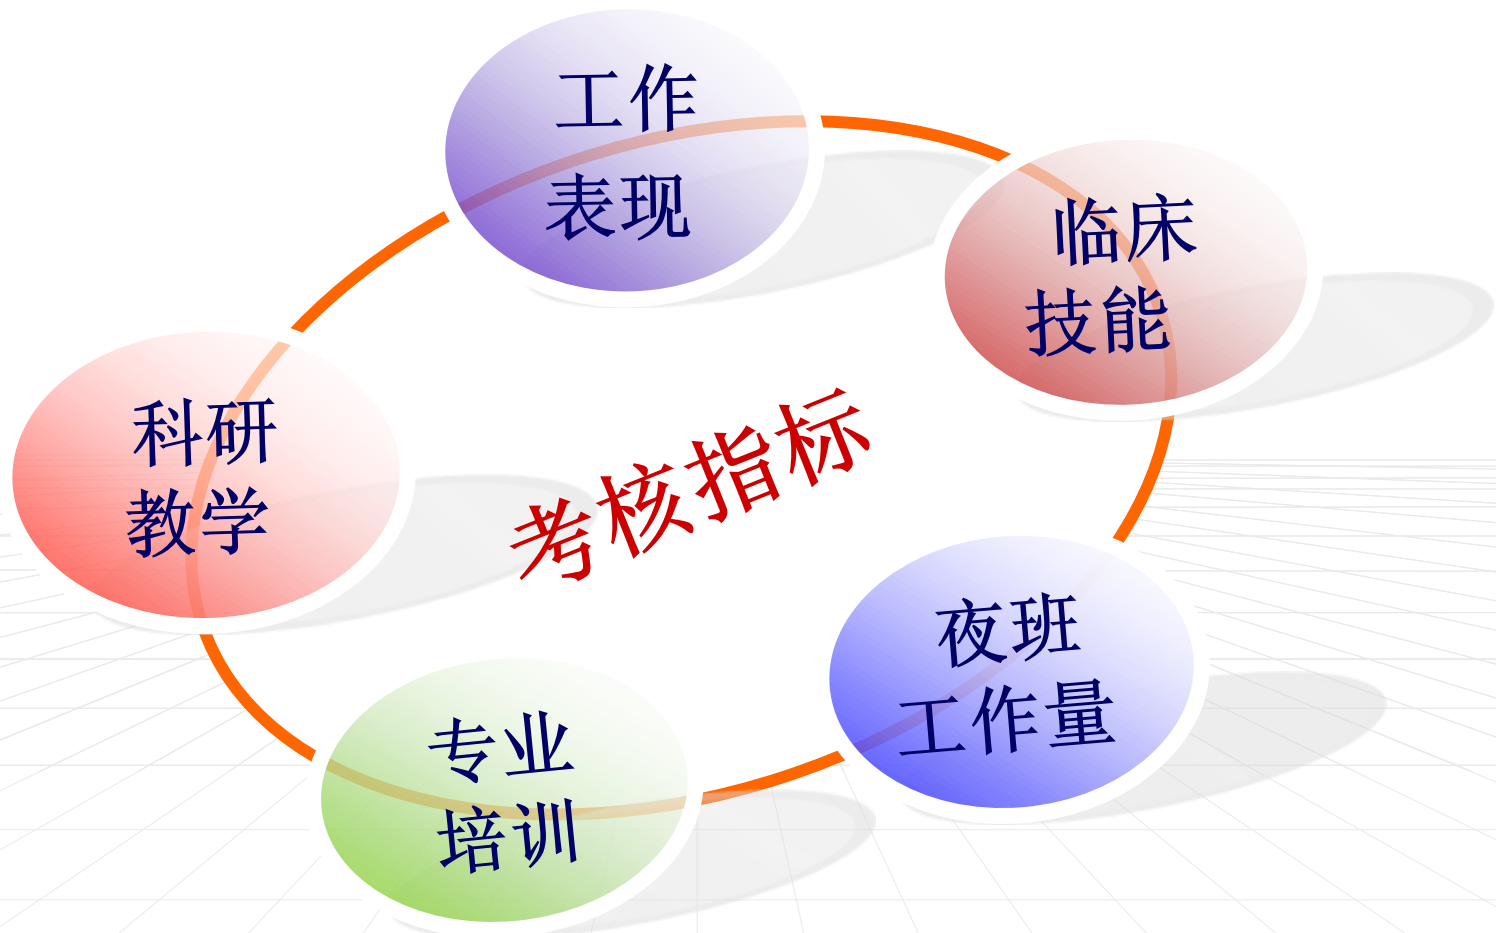 工作
表现
临床
技能
科研
教学
考核指标
夜班
工作量
专业
培训